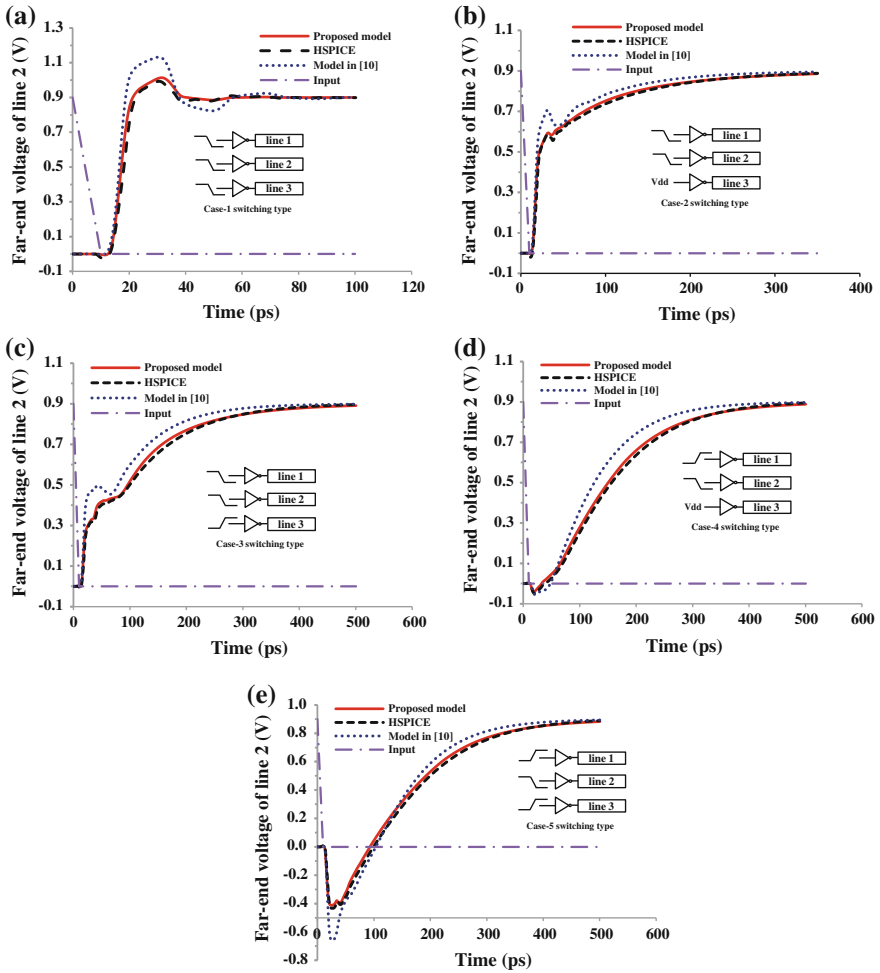 (a)
Far-end voltage of line 2 (V)
1.3
1.1
0.9
0.7
0.5
0.3
0.1
-0.1
Proposed model
HSPICE
Model in [10]
Input
line 1
line 2
line 3
Case-1 switching type
0 20 40 60 80 100 120
Time (ps)
(b)
Far-end voltage of line 2 (V)
1.1
0.9
0.7
0.5
0.3
0.1
-0.1
Proposed model
HSPICE
Model in [10]
Input
line 1
line 2
Vdd line 3
Case-2 switching type
0 100 200 300 400
Time (ps)
(c)
Far-end voltage of line 2 (V)
1.1
0.9
0.7
0.5
0.3
0.1
-0.1
Proposed model
HSPICE
Model in [10]
Input
line 1
line 2
line 3
Case-3 switching type
0 100 200 300 400 500 600
Time (ps)
(d)
Far-end voltage of line 2 (V)
1.1
0.9
0.7
0.5
0.3
0.1
-0.1
Proposed model
HSPICE
Model in [10]
Input
line 1
line 2
Vdd line 3
Case-4 switching type
0 100 200 300 400 500 600
Time (ps)
(e)
Far-end voltage of line 2 (V)
1.0
0.8
0.6
0.4
0.2
0.0
-0.2
-0.4
-0.6
-0.8
Proposed model
HSPICE
Model in [10]
Input
line 1
line 2
line 3
Case-5 switching type
0 100 200 300 400 500 600
Time (ps)